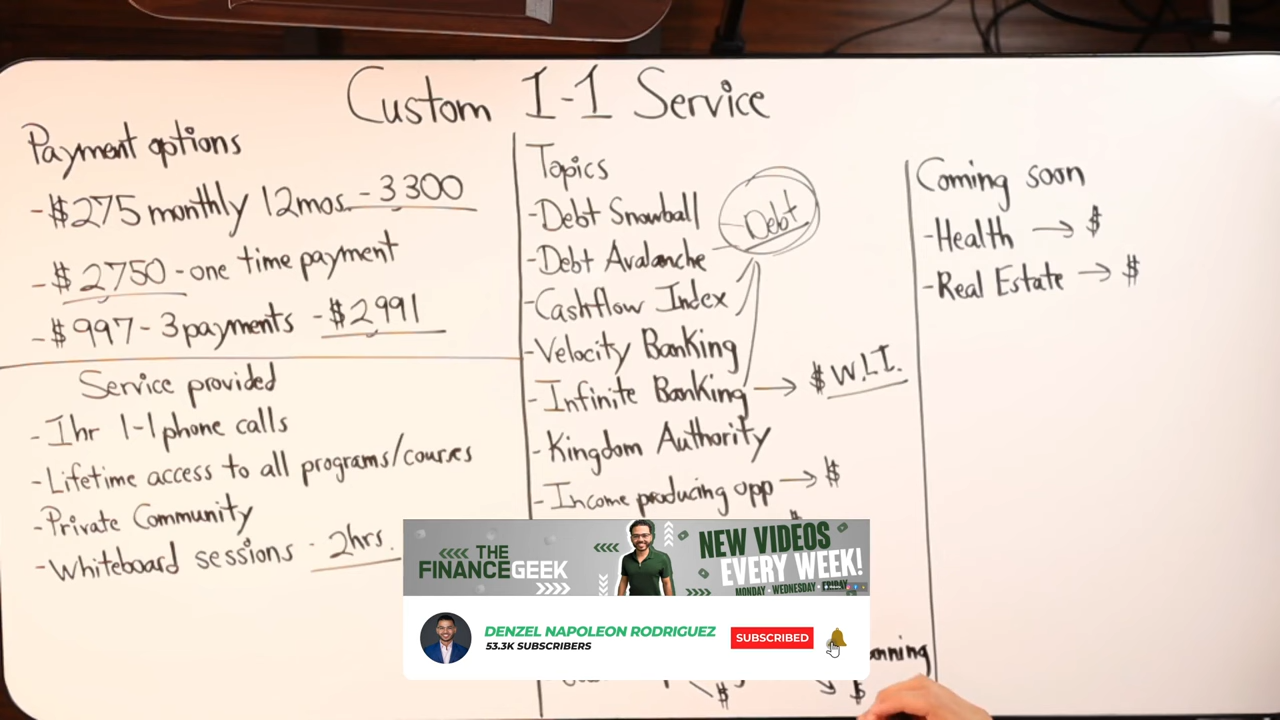 Custom 1-1 Service
Payment options
-$275 monthly 12mos. - 3300
-$2750 - one time payment
-$997 - 3 payments - $2991
Service provided
-1hr 1-1 phone calls
-Lifetime access to all programs/courses
-Private Community
-Whiteboard sessions - 2hrs.
Topics
-Debt Snowball
-Debt Avalanche
Debt
-Cashflow Index
-Velocity Banking
-Infinite Banking → $ W.L.I.
-Kingdom Authority
-Income producing opp → $
$
$
Coming soon
-Health → $
-Real Estate → $
THE
FINANCEGEEK
NEW VIDEOS
EVERY WEEK!
MONDAY - WEDNESDAY - FRIDAY
DENZEL NAPOLEON RODRIGUEZ
53.3K SUBSCRIBERS
SUBSCRIBED